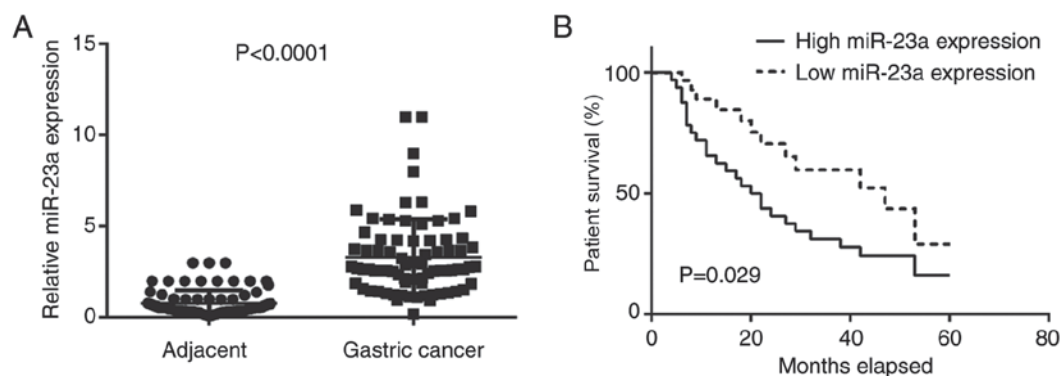 A
P<0.0001
Relative miR-23a expression
15
10
5
0
Adjacent
Gastric cancer
B
High miR-23a expression
Low miR-23a expression
Patient survival (%)
100
50
0
P=0.029
0
20
40
60
80
Months elapsed